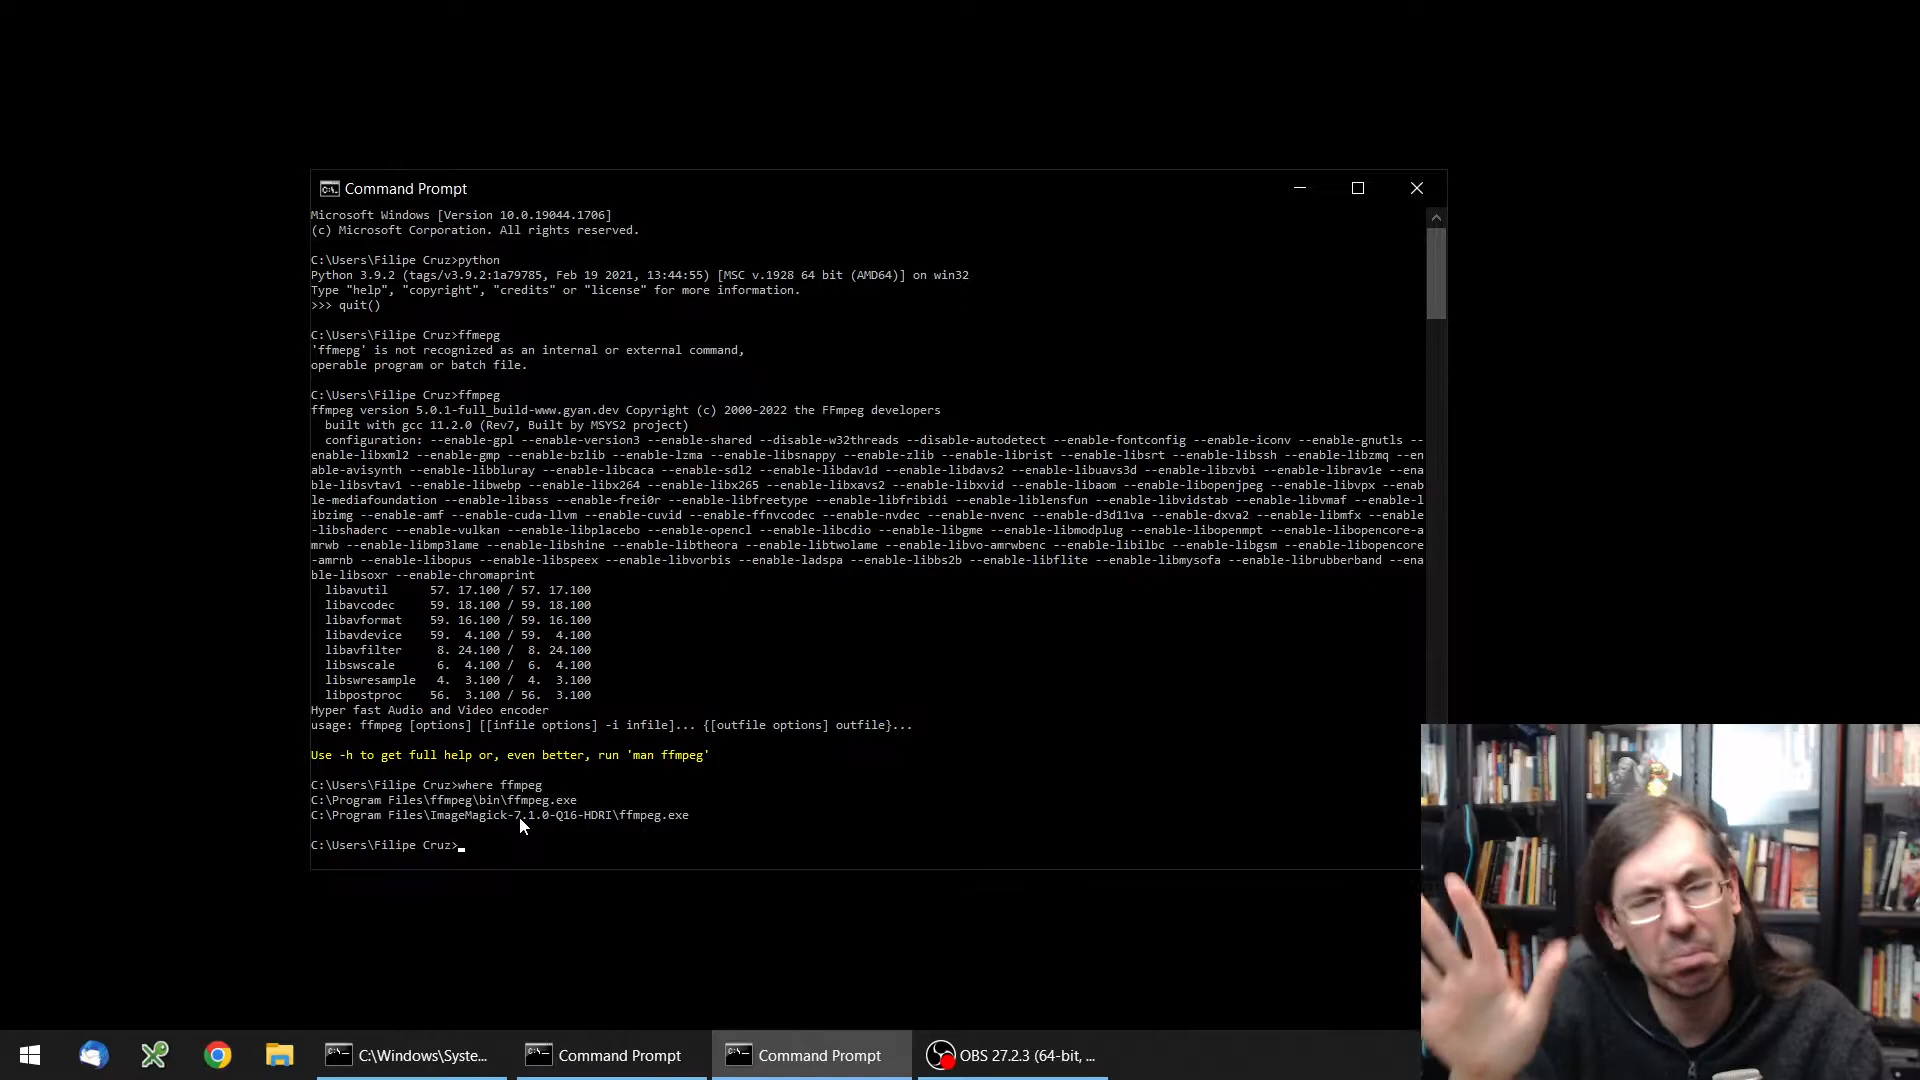 Command Prompt
Microsoft Windows [Version 10.0.19044.1706]
(c) Microsoft Corporation. All rights reserved.
C:\Users\Filipe Cruz>python
Python 3.9.2 (tags/v3.9.2:1a79785, Feb 19 2021, 13:44:55) [MSC v.1928 64 bit (AMD64)] on win32
Type "help", "copyright", "credits" or "license" for more information.
>>> quit()
C:\Users\Filipe Cruz>ffmepg
'ffmepg' is not recognized as an internal or external command,
operable program or batch file.
C:\Users\Filipe Cruz>ffmpeg
ffmpeg version 5.0.1-full_build-www.gyan.dev Copyright (c) 2000-2022 the FFmpeg developers
built with gcc 11.2.0 (Rev7, Built by MSYS2 project)
configuration: --enable-gpl --enable-version3 --enable-shared --disable-w32threads --disable-autodetect --enable-fontconfig --enable-iconv --enable-gnutls --
enable-libxml2 --enable-gmp --enable-bzlib --enable-lzma --enable-libsnappy --enable-zlib --enable-librist --enable-libsrt --enable-libssh --enable-libzmq --en
able-avisynth --enable-libbluray --enable-libcaca --enable-sdl2 --enable-libdav1d --enable-libdavs2 --enable-libuavs3d --enable-libzvbi --enable-librav1e --ena
ble-libsvtav1 --enable-libwebp --enable-libx264 --enable-libx265 --enable-libxavs2 --enable-libxvid --enable-libaom --enable-libopenjpeg --enable-libvpx --enab
le-mediafoundation --enable-libass --enable-frei0r --enable-libfreetype --enable-libfribidi --enable-liblensfun --enable-libvidstab --enable-libvmaf --enable-l
ibzimg --enable-amf --enable-cuda-llvm --enable-cuvid --enable-ffnvcodec --enable-nvdec --enable-nvenc --enable-d3d11va --enable-dxva2 --enable-libmfx --enable
-libshaderc --enable-vulkan --enable-libplacebo --enable-opencl --enable-libcdio --enable-libgme --enable-libmodplug --enable-libopenmpt --enable-libopencore-a
mrwb --enable-libmp3lame --enable-libshine --enable-libtheora --enable-libtwolame --enable-libvo-amrwbenc --enable-libilbc --enable-libgsm --enable-libopencore
-amrnb --enable-libopus --enable-libspeex --enable-libvorbis --enable-ladspa --enable-libbs2b --enable-libflite --enable-libmysofa --enable-librubberband --ena
ble-libsoxr --enable-chromaprint
libavutil 57. 17.100 / 57. 17.100
libavcodec 59. 18.100 / 59. 18.100
libavformat 59. 16.100 / 59. 16.100
libavdevice 59. 4.100 / 59. 4.100
libavfilter 8. 24.100 / 8. 24.100
libswscale 6. 4.100 / 6. 4.100
libswresample 4. 3.100 / 4. 3.100
libpostproc 56. 3.100 / 56. 3.100
Hyper fast Audio and Video encoder
usage: ffmpeg [options] [[infile options] -i infile]... {[outfile options] outfile}...
Use -h to get full help or, even better, run 'man ffmpeg'
C:\Users\Filipe Cruz>where ffmpeg
C:\Program Files\ffmpeg\bin\ffmpeg.exe
C:\Program Files\ImageMagick-7.1.0-Q16-HDRI\ffmpeg.exe
C:\Users\Filipe Cruz>
C:\Windows\Syste...
Command Prompt
Command Prompt
OBS 27.2.3 (64-bit, ...